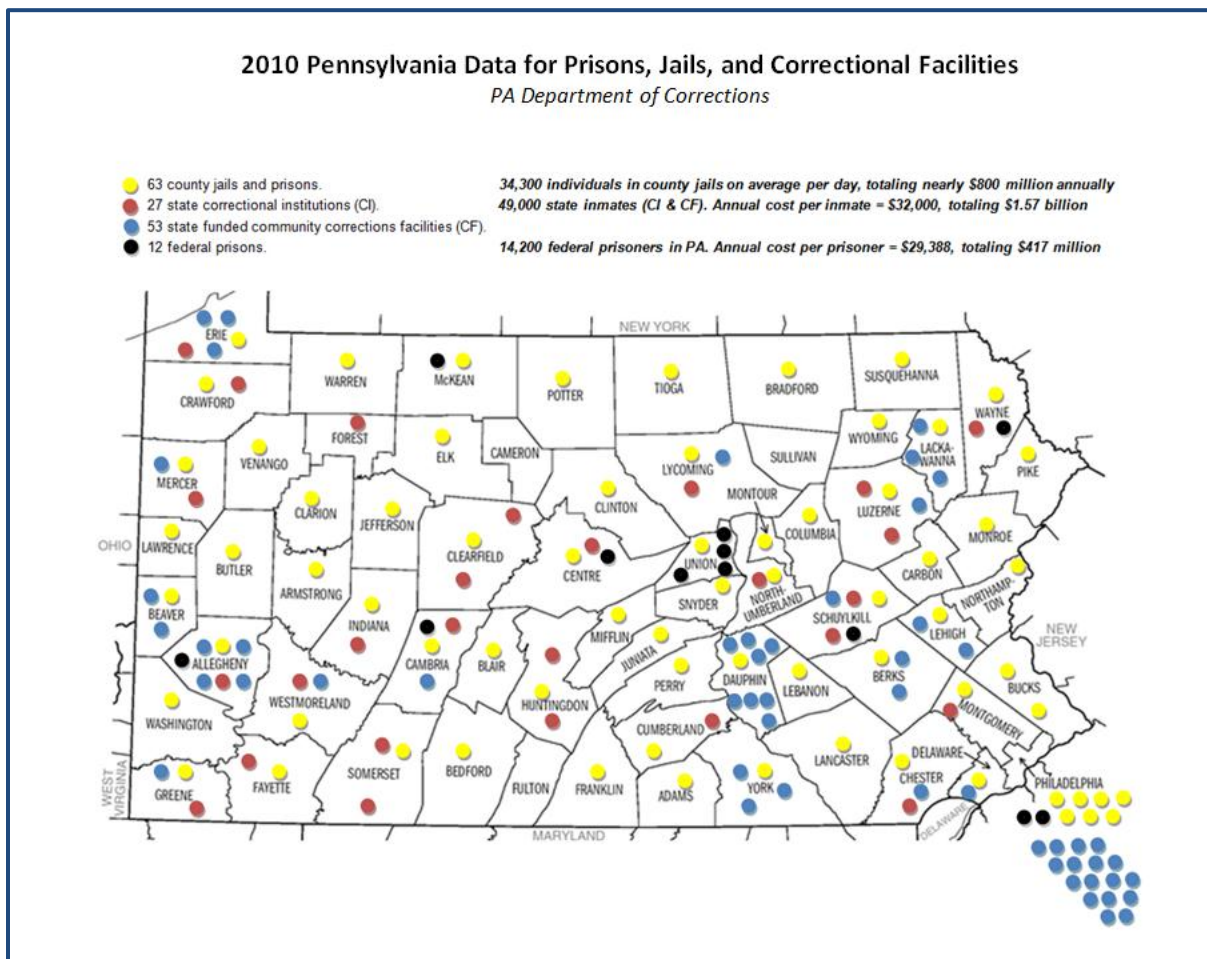 2010 Pennsylvania Data for Prisons, Jails, and Correctional Facilities
PA Department of Corrections
63 county jails and prisons.
34,300 individuals in county jails on average per day, totaling nearly $800 million annually
27 state correctional institutions (CI).
49,000 state inmates (CI & CF). Annual cost per inmate = $32,000, totaling $1.57 billion
53 state funded community corrections facilities (CF).
12 federal prisons.
14,200 federal prisoners in PA. Annual cost per prisoner = $29,388, totaling $417 million
NEW YORK
ERIE
CRAWFORD
WARREN
McKEAN
POTTER
TIOGA
BRADFORD
SUSQUEHANNA
WAYNE
FOREST
VENANGO
ELK
CAMERON
LYCOMING
SULLIVAN
WYOMING
LACKA-
WANNA
PIKE
MERCER
CLARION
JEFFERSON
CLINTON
MONTOUR
COLUMBIA
LUZERNE
MONROE
OHIO
LAWRENCE
BUTLER
ARMSTRONG
CLEARFIELD
CENTRE
UNION
SNYDER
NORTH-
UMBERLAND
CARBON
NORTHAMP-
TON
BEAVER
INDIANA
MIFFLIN
JUNIATA
SCHUYLKILL
LEHIGH
NEW
JERSEY
ALLEGHENY
WESTMORELAND
CAMBRIA
BLAIR
HUNTINGDON
PERRY
DAUPHIN
LEBANON
BERKS
BUCKS
MONTGOMERY
WASHINGTON
CUMBERLAND
LANCASTER
DELAWARE
CHESTER
PHILADELPHIA
WEST
VIRGINIA
GREENE
FAYETTE
SOMERSET
BEDFORD
FULTON
FRANKLIN
ADAMS
YORK
MARYLAND
DELAWARE